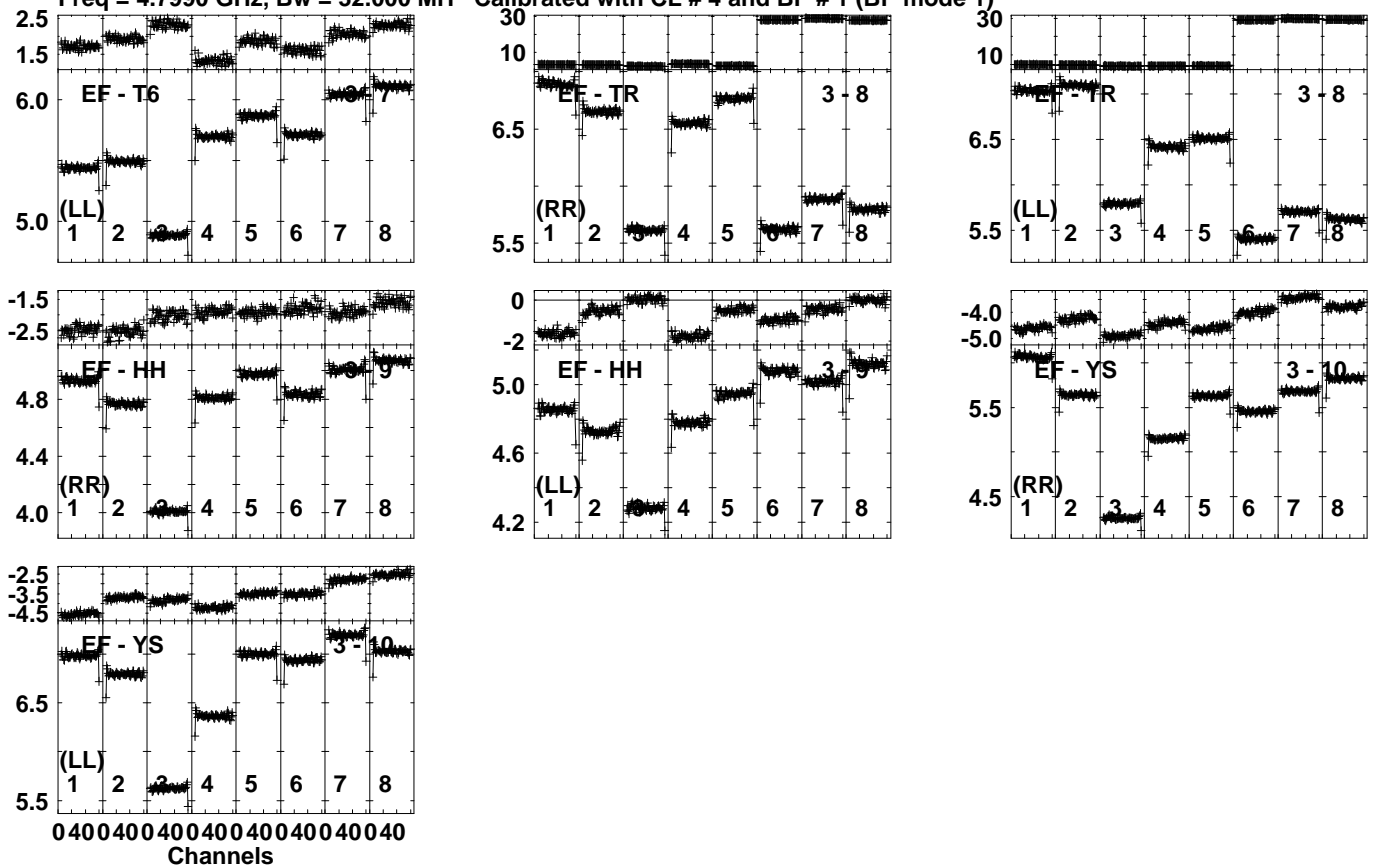 Freq = 4.7990 GHz, Bw = 32.000 MH Calibrated with CL # 4 and BP # 1 (BP mode 1)
2.5
1.5
EF - T6 3 - 7
6.0
5.0
(LL)
1 2 3 4 5 6 7 8
30
10
EF - TR 3 - 8
6.5
5.5
(RR)
1 2 3 4 5 6 7 8
30
10
EF - TR 3 - 8
6.5
5.5
(LL)
1 2 3 4 5 6 7 8
-1.5
-2.5
EF - HH 3 - 9
4.8
4.4
4.0
(RR)
1 2 3 4 5 6 7 8
0
-2
EF - HH 3 - 9
5.0
4.6
4.2
(LL)
1 2 3 4 5 6 7 8
-4.0
-5.0
EF - YS 3 - 10
5.5
4.5
(RR)
1 2 3 4 5 6 7 8
-2.5
-3.5
-4.5
EF - YS 3 - 10
6.5
5.5
(LL)
1 2 3 4 5 6 7 8
0 40 0 40 0 40 0 40 0 40 0 40 0 40 0 40
Channels